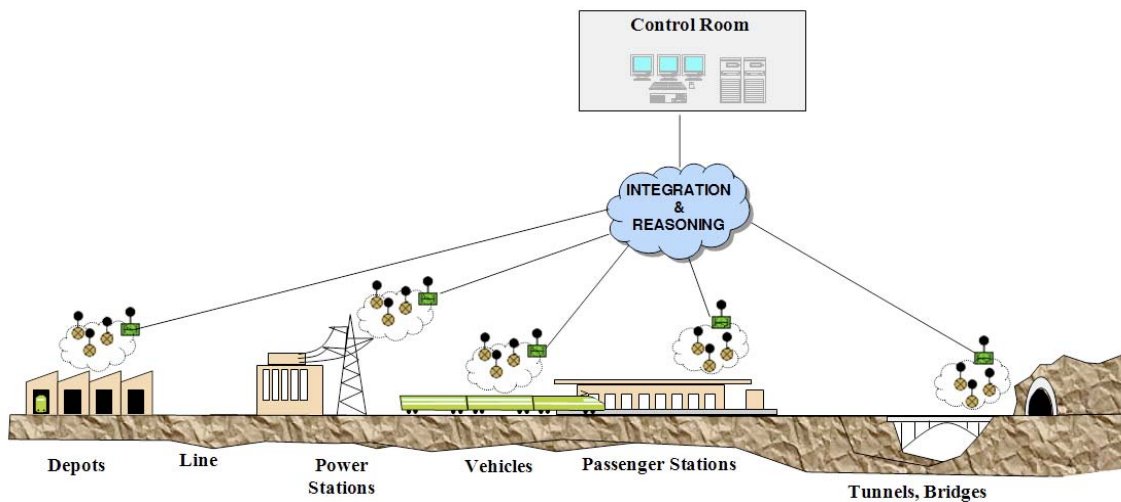 Control Room
INTEGRATION
&
REASONING
Depots
Line
Power
Stations
Vehicles
Passenger Stations
Tunnels, Bridges